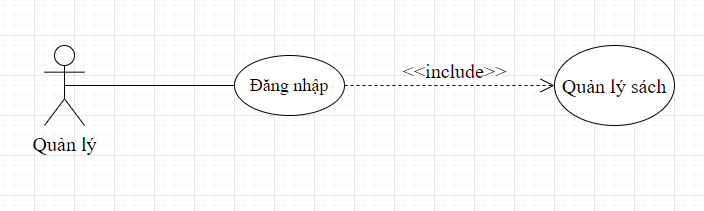 <<include>>
Đăng nhập
Quản lý sách
Quản lý